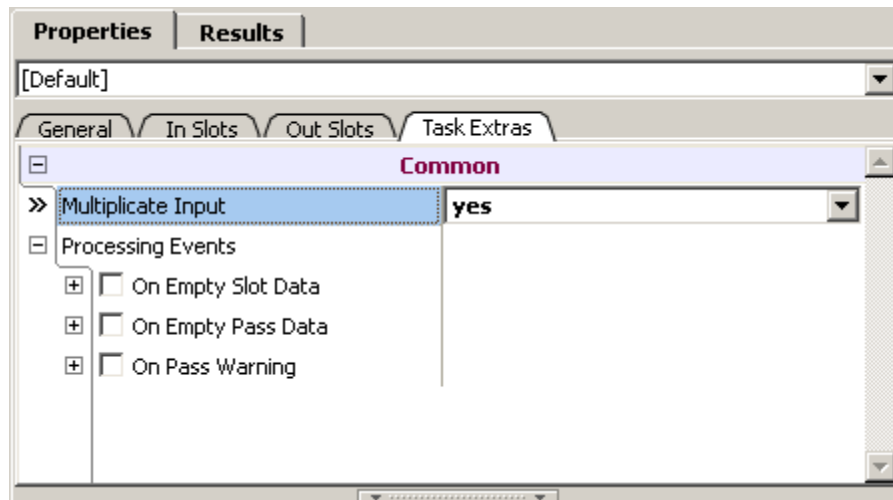 Properties Results
[Default]
General In Slots Out Slots Task Extras
Common
Multiplicate Input yes
Processing Events
On Empty Slot Data
On Empty Pass Data
On Pass Warning